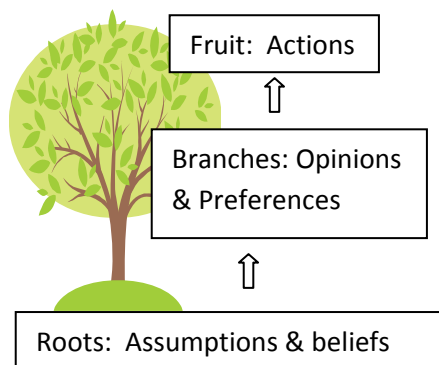 Fruit:  Actions
Branches: Opinions
& Preferences
Roots:  Assumptions & beliefs